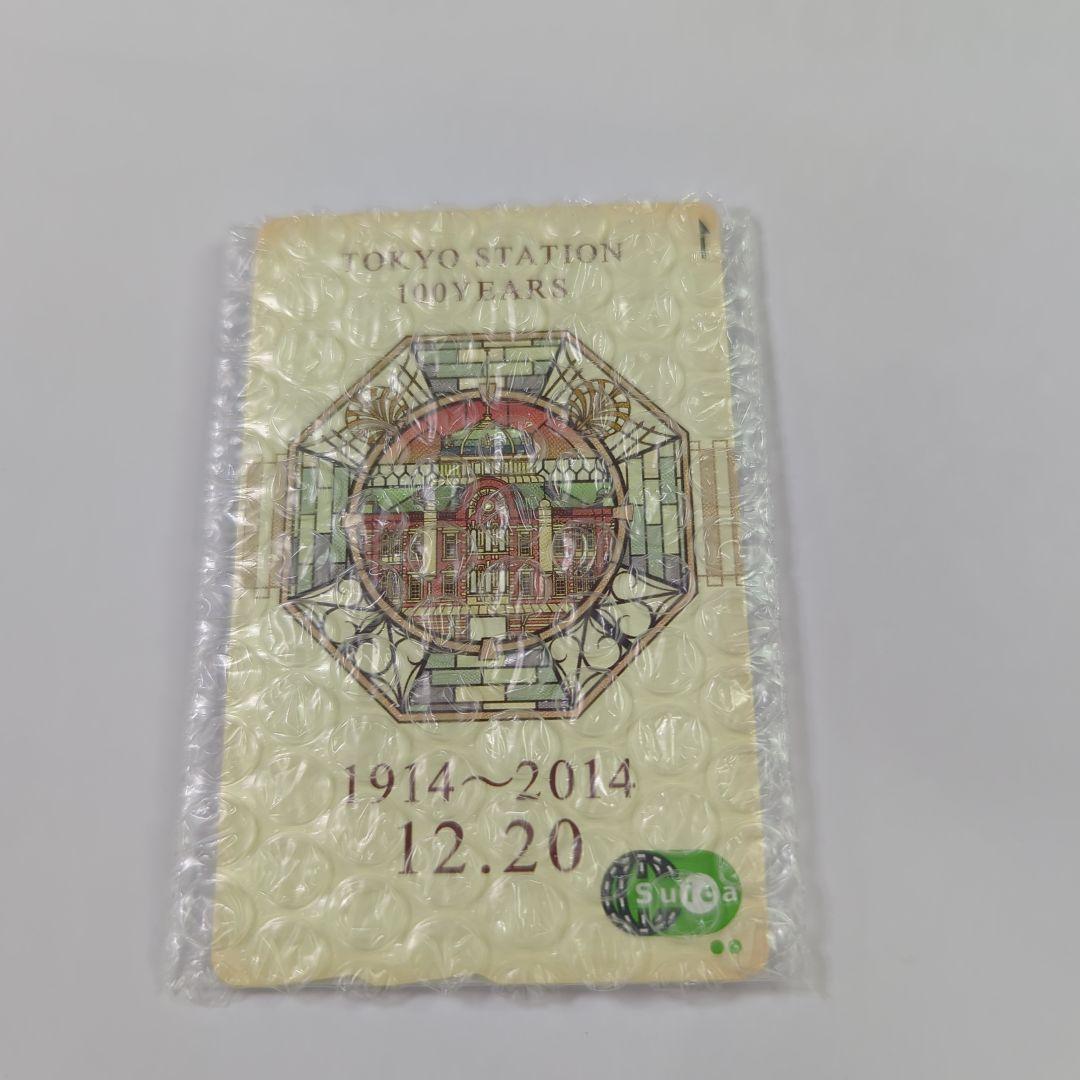 TOKYO STATION
100YEARS
1914～2014
12.20
Suica